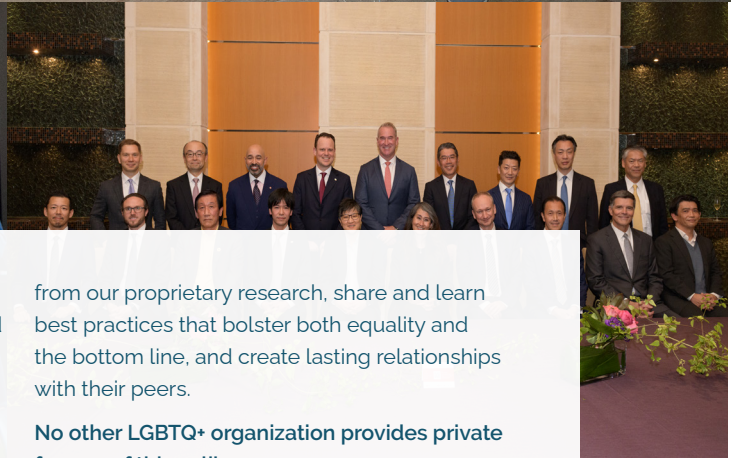 from our proprietary research, share and learn
best practices that bolster both equality and
the bottom line, and create lasting relationships
with their peers.
No other LGBTQ+ organization provides private